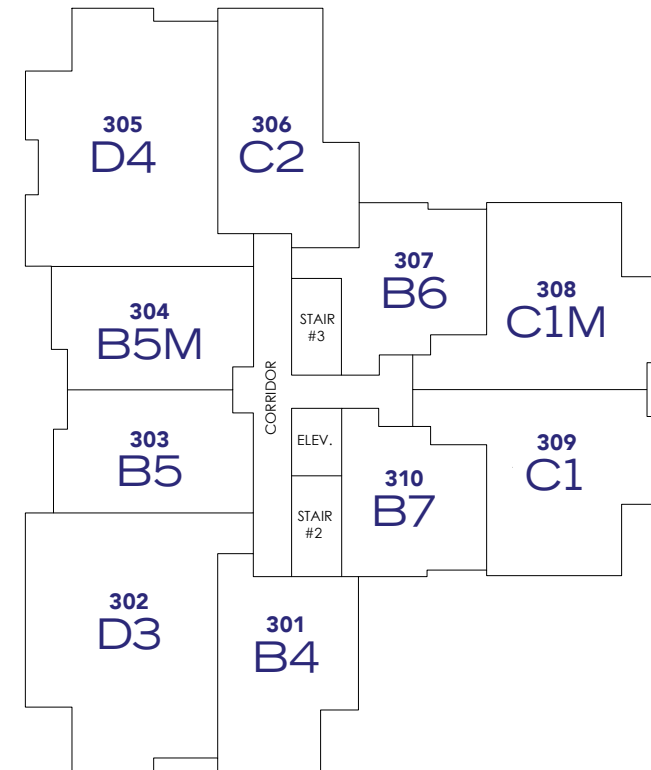 305
D4
306
C2
307
B6
308
C1M
304
B5M
STAIR
#3
CORRIDOR
303
B5
ELEV.
309
C1
310
B7
STAIR
#2
302
D3
301
B4